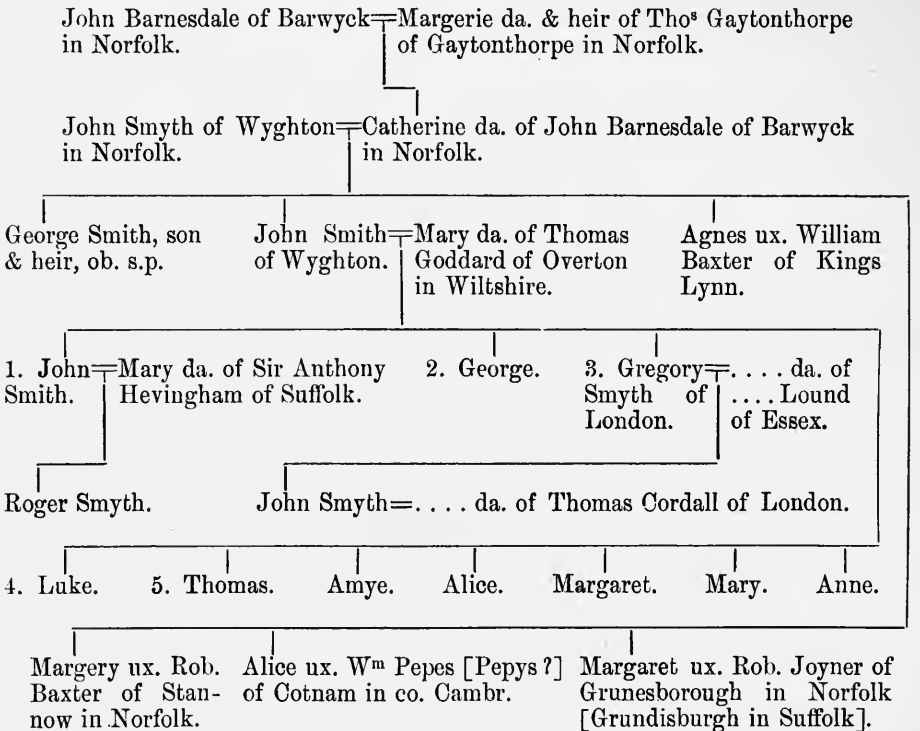 John Barnesdale of Barwyck=Margerie da. & heir of Thoˢ Gaytonthorpe
in Norfolk. of Gaytonthorpe in Norfolk.
John Smyth of Wyghton=Catherine da. of John Barnesdale of Barwyck
in Norfolk. in Norfolk.
George Smith, son
& heir, ob. s.p.
John Smith=Mary da. of Thomas
of Wyghton. Goddard of Overton
in Wiltshire.
Agnes ux. William
Baxter of Kings
Lynn.
1. John=Mary da. of Sir Anthony
Smith. Hevingham of Suffolk.
2. George.
3. Gregory=. . . . da. of
Smyth of . . . . Lound
London. of Essex.
Roger Smyth.
John Smyth=. . . . da. of Thomas Cordall of London.
4. Luke. 5. Thomas. Amye. Alice. Margaret. Mary. Anne.
Margery ux. Rob.
Baxter of Stan-
now in Norfolk.
Alice ux. Wᵐ Pepes [Pepys ?]
of Cotnam in co. Cambr.
Margaret ux. Rob. Joyner of
Grunesborough in Norfolk
[Grundisburgh in Suffolk].